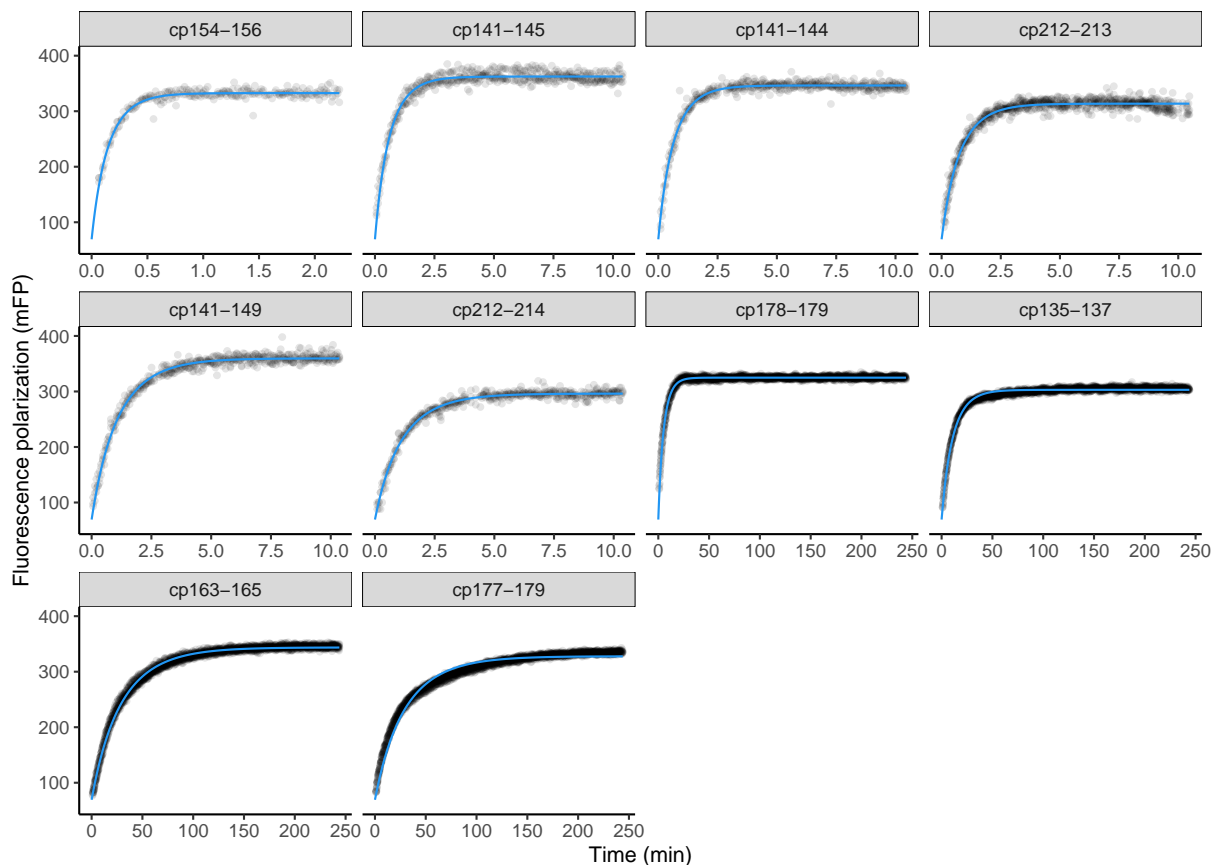 cp154−156 cp141−145 cp141−144 cp212−213
400
300
200
100
0.0 0.5 1.0 1.5 2.0 0.0 2.5 5.0 7.5 10.0 0.0 2.5 5.0 7.5 10.0 0.0 2.5 5.0 7.5 10.0
cp141−149 cp212−214 cp178−179 cp135−137
400
300
200
100
0.0 2.5 5.0 7.5 10.0 0.0 2.5 5.0 7.5 10.0 0 50 100 150 200 250 0 50 100 150 200 250
Fluorescence polarization (mFP)
cp163−165 cp177−179
400
300
200
100
0 50 100 150 200 250 0 50 100 150 200 250
Time (min)